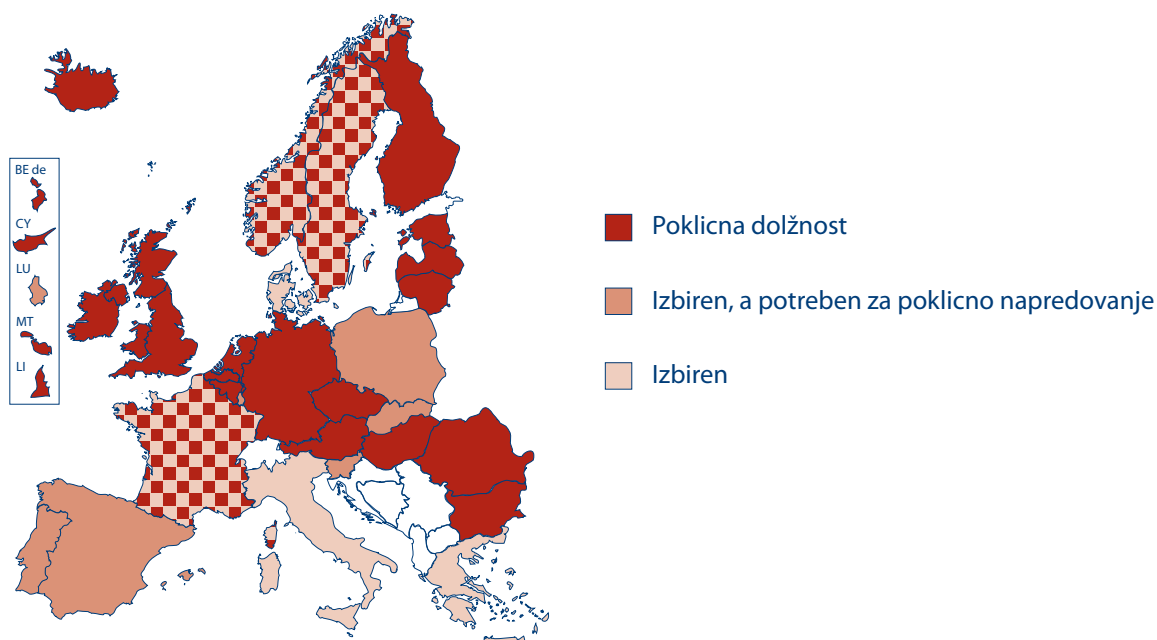 BE de
CY
LU
MT
LI
Poklicna dolžnost
Izbiren, a potreben za poklicno napredovanje
Izbiren